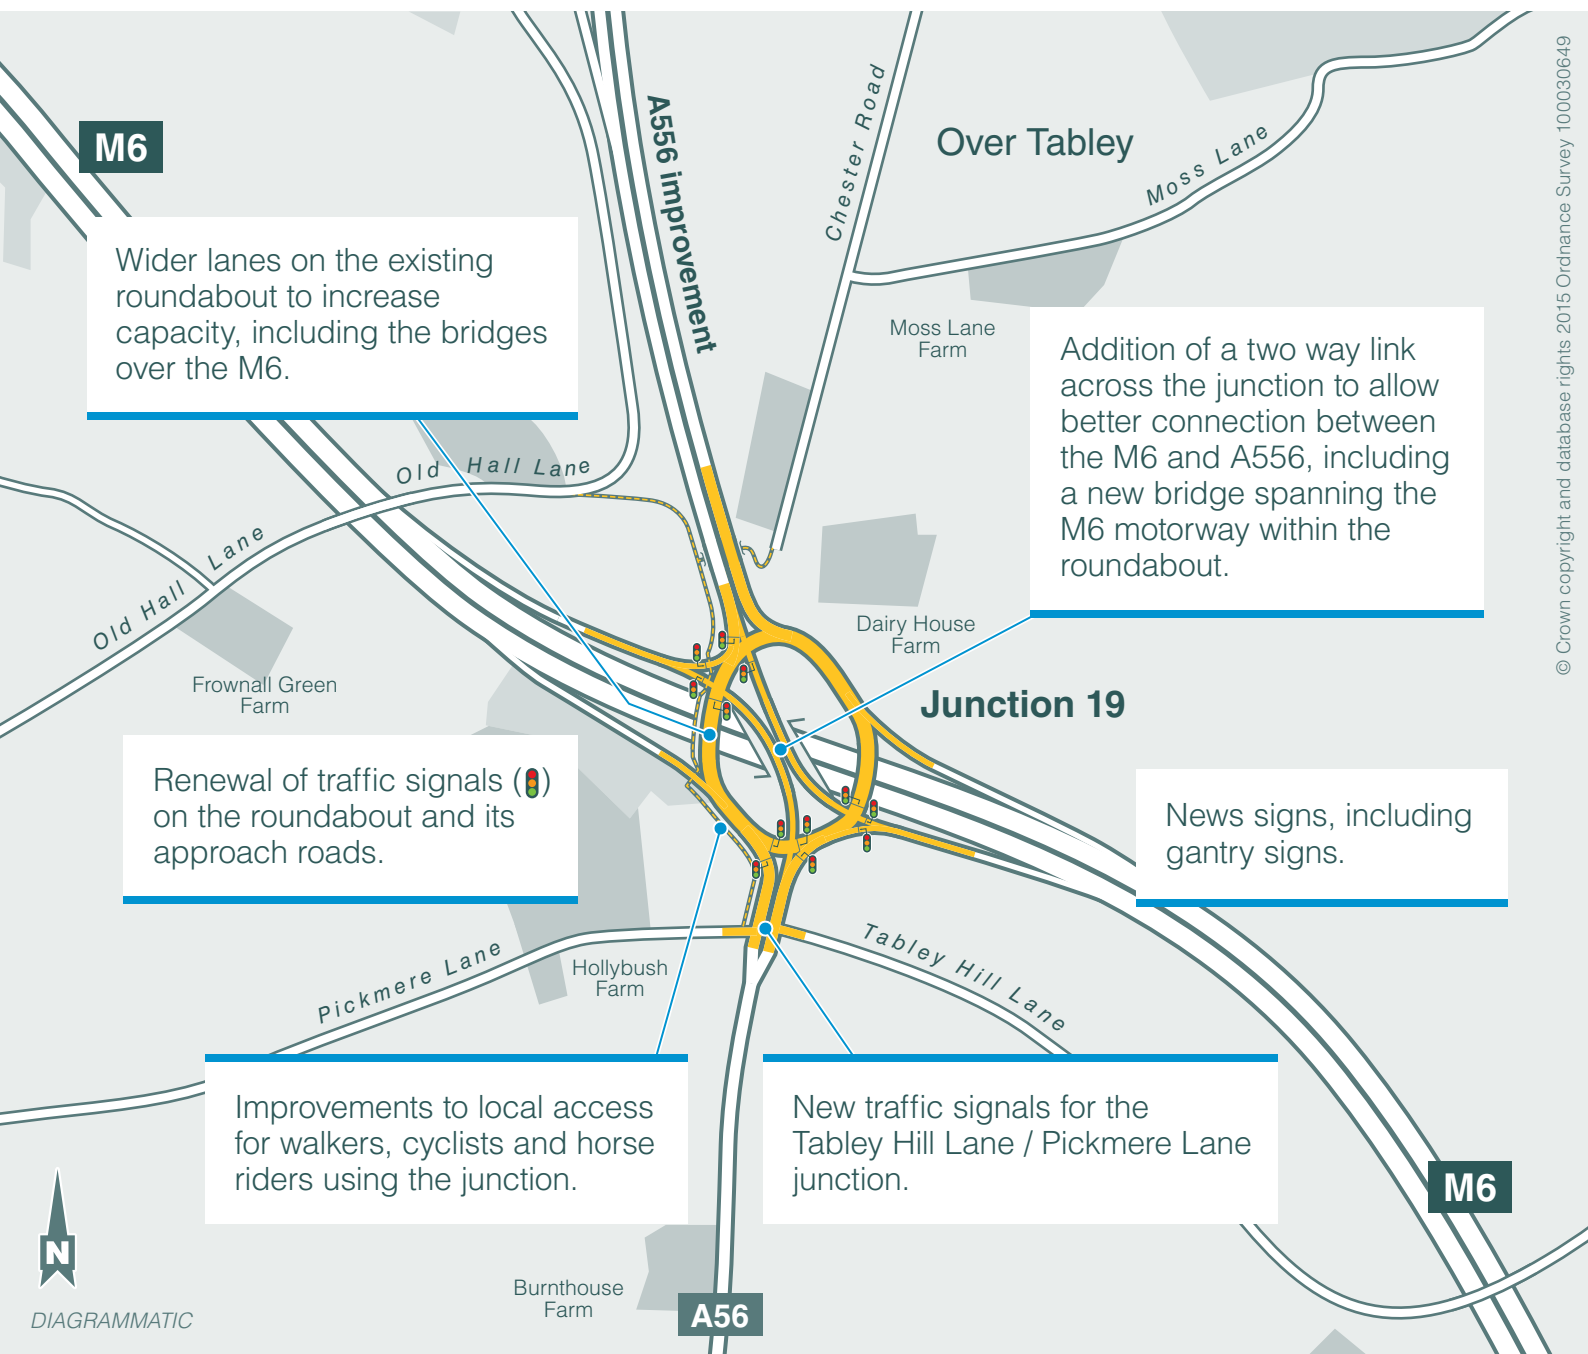 M6
A556 improvement
Chester Road
Over Tabley
Moss Lane
© Crown copyright and database rights 2015 Ordnance Survey 100030649
Wider lanes on the existing
roundabout to increase
capacity, including the bridges
over the M6.
Moss Lane
Farm
Addition of a two way link
across the junction to allow
better connection between
the M6 and A556, including
a new bridge spanning the
M6 motorway within the
roundabout.
Old Hall Lane
Old Hall Lane
Dairy House
Farm
Frownall Green
Farm
Junction 19
Renewal of traffic signals ( )
on the roundabout and its
approach roads.
News signs, including
gantry signs.
Pickmere Lane
Hollybush
Farm
Tabley Hill Lane
Improvements to local access
for walkers, cyclists and horse
riders using the junction.
New traffic signals for the
Tabley Hill Lane / Pickmere Lane
junction.
M6
N
DIAGRAMMATIC
Burnthouse
Farm
A56